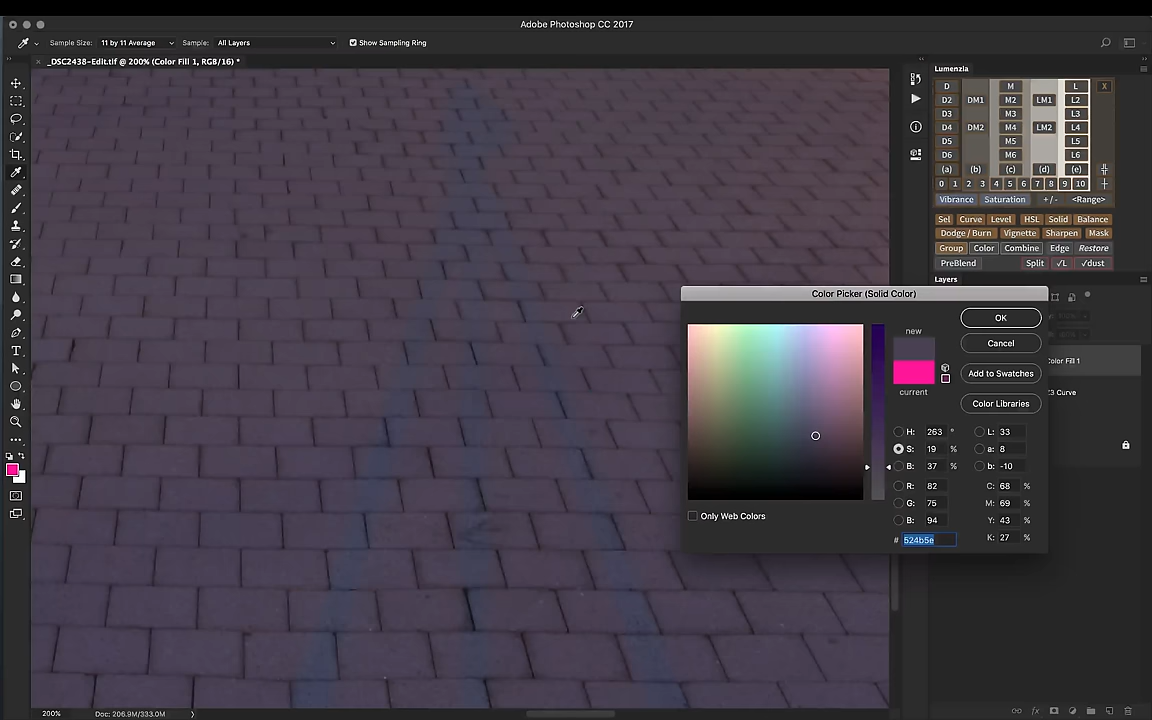 Adobe Photoshop CC 2017
Sample Size: 11 by 11 Average Sample: All Layers Show Sampling Ring
× _DSC2438-Edit.tif @ 200% (Color Fill 1, RGB/16) *
Lumenzia
D M L X
D2 DM1 M2 LM1 L2
D3 M3 L3
D4 DM2 M4 LM2 L4
D5 M5 L5
D6 M6 L6
(a) (b) (c) (d) (e)
0 1 2 3 4 5 6 7 8 9 10
Vibrance Saturation + / - <Range>
Sel Curve Level HSL Solid Balance
Dodge / Burn Vignette Sharpen Mask
Group Color Combine Edge Restore
PreBlend Split √L √dust
Layers
Color Picker (Solid Color)
new
current
OK
Cancel
Add to Swatches
Color Libraries
H: 263 ° L: 33
S: 19 % a: 8
B: 37 % b: -10
R: 82 C: 68 %
G: 75 M: 69 %
B: 94 Y: 43 %
# 524b5e K: 27 %
Only Web Colors
Color Fill 1
3 Curve
200% Doc: 206.9M/333.0M